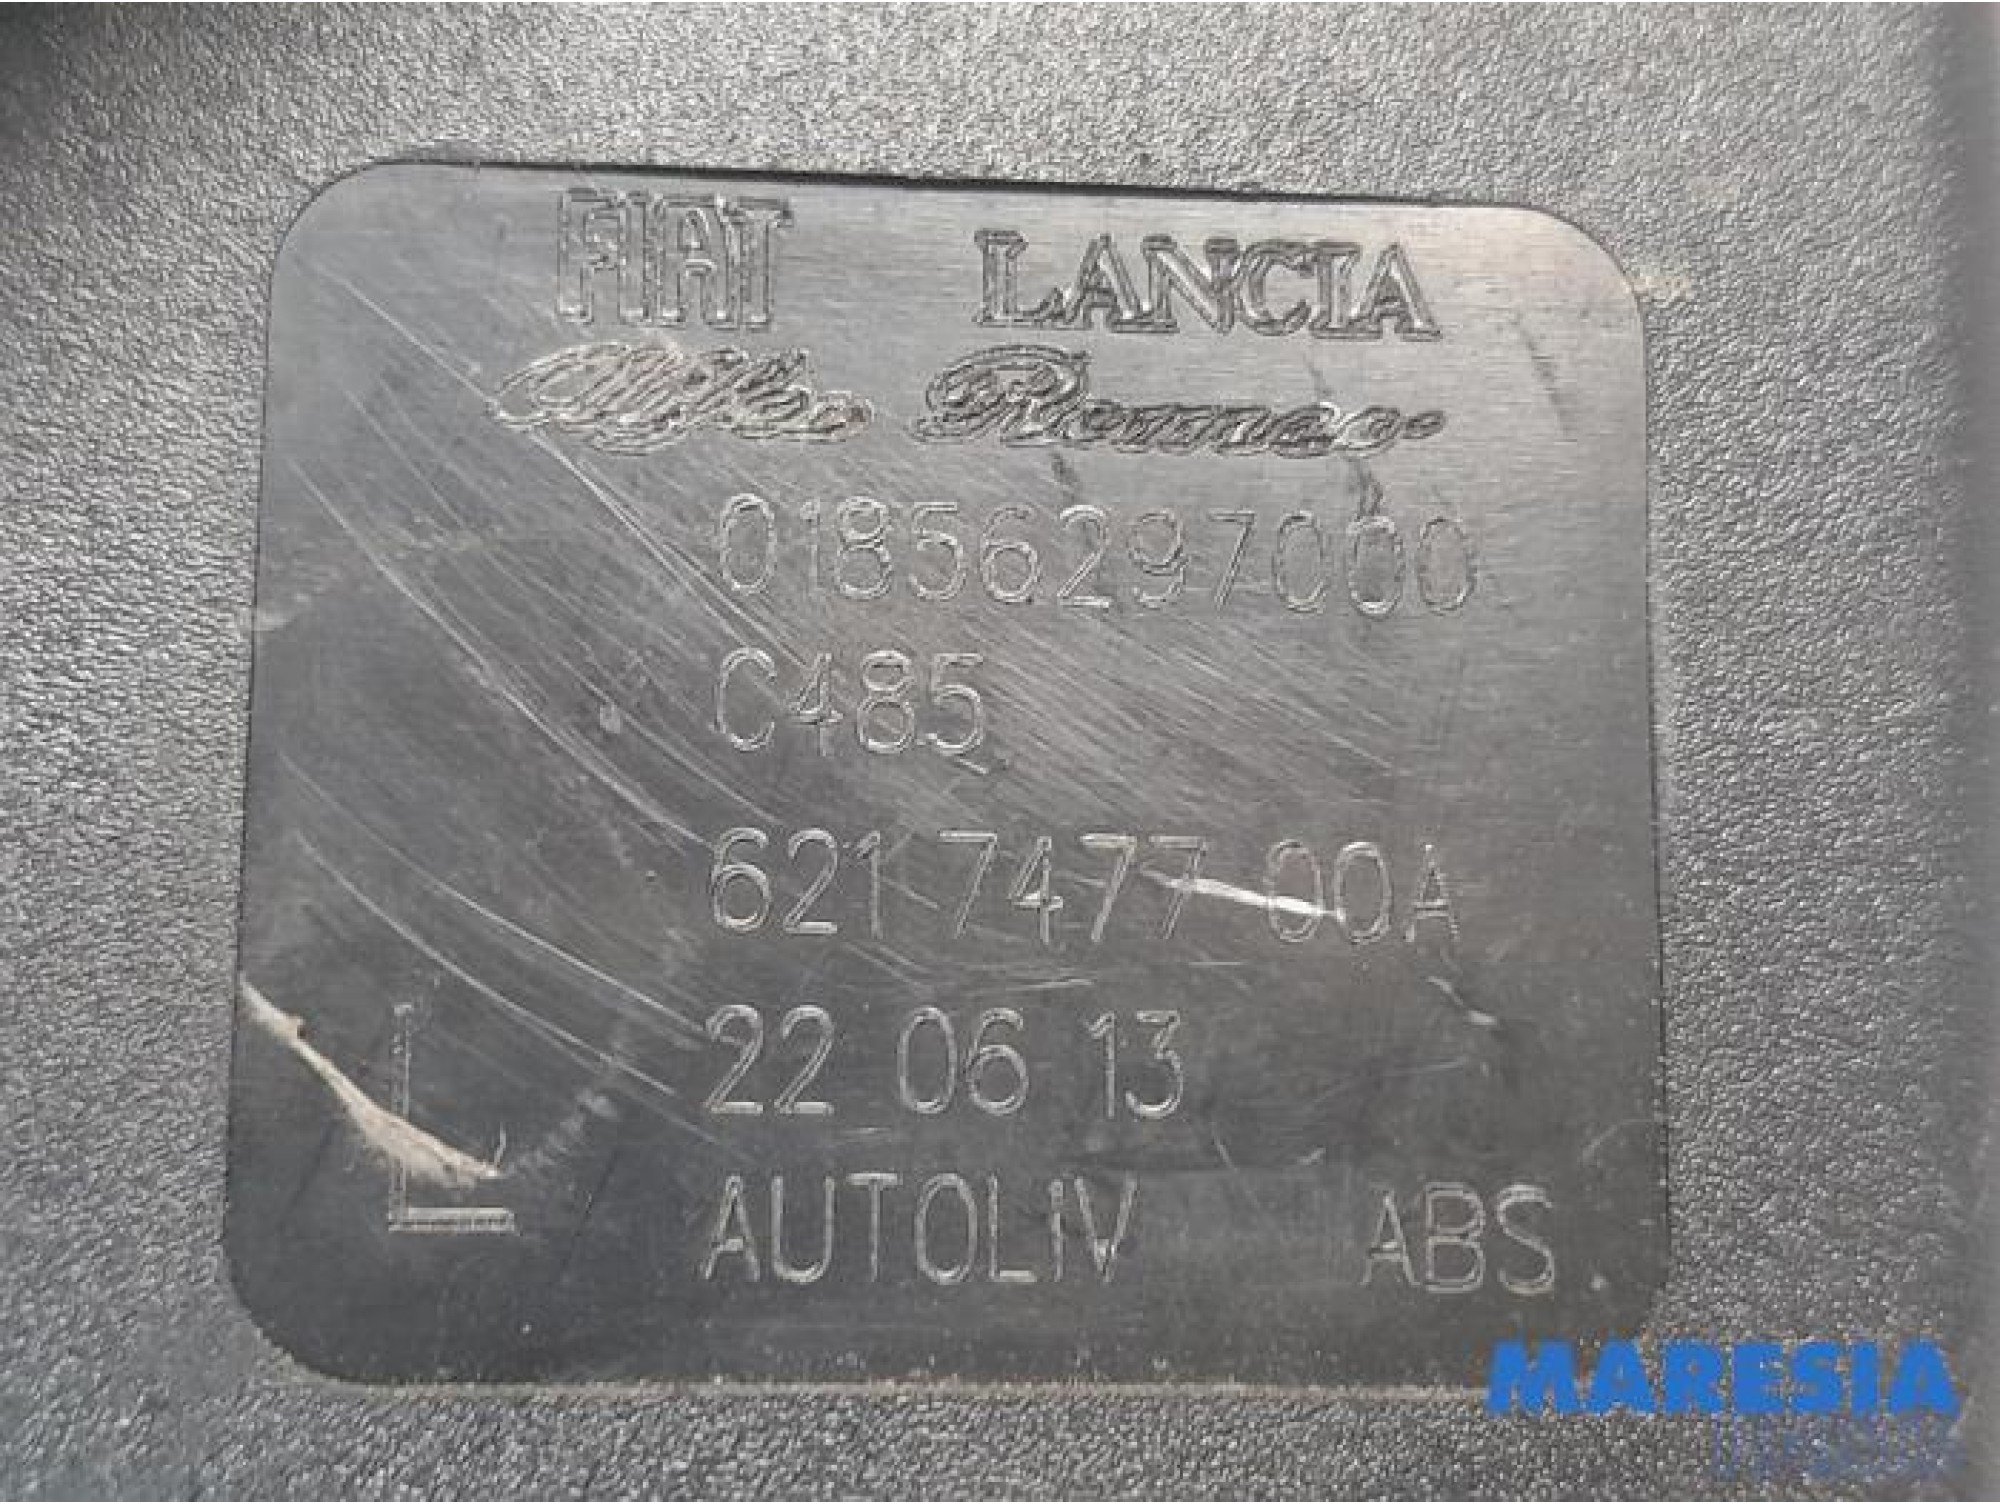 FIAT LANCIA
Alfa Romeo
01856297000
C485
621 7477 00A
22 06 13
L
AUTOLiV ABS.
MARESIA